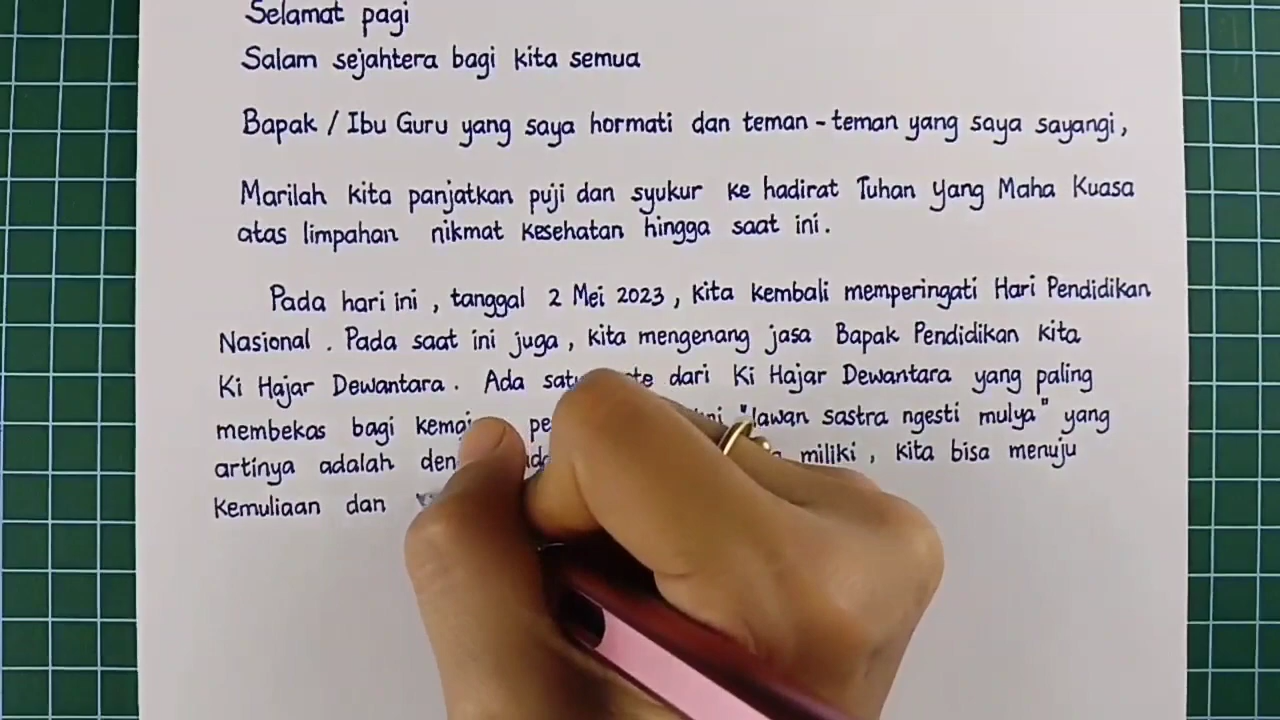 Selamat pagi
Salam sejahtera bagi kita semua
Bapak / Ibu Guru yang saya hormati dan teman-teman yang saya sayangi,
Marilah kita panjatkan puji dan syukur ke hadirat Tuhan Yang Maha Kuasa
atas limpahan nikmat kesehatan hingga saat ini.
Pada hari ini, tanggal 2 Mei 2023, kita kembali memperingati Hari Pendidikan
Nasional. Pada saat ini juga, kita mengenang jasa Bapak Pendidikan kita
Ki Hajar Dewantara. Ada satu dari Ki Hajar Dewantara yang paling
membekas bagi "lawan sastra ngesti mulya" yang
artinya adalah miliki, kita bisa menuju
kemuliaan dan